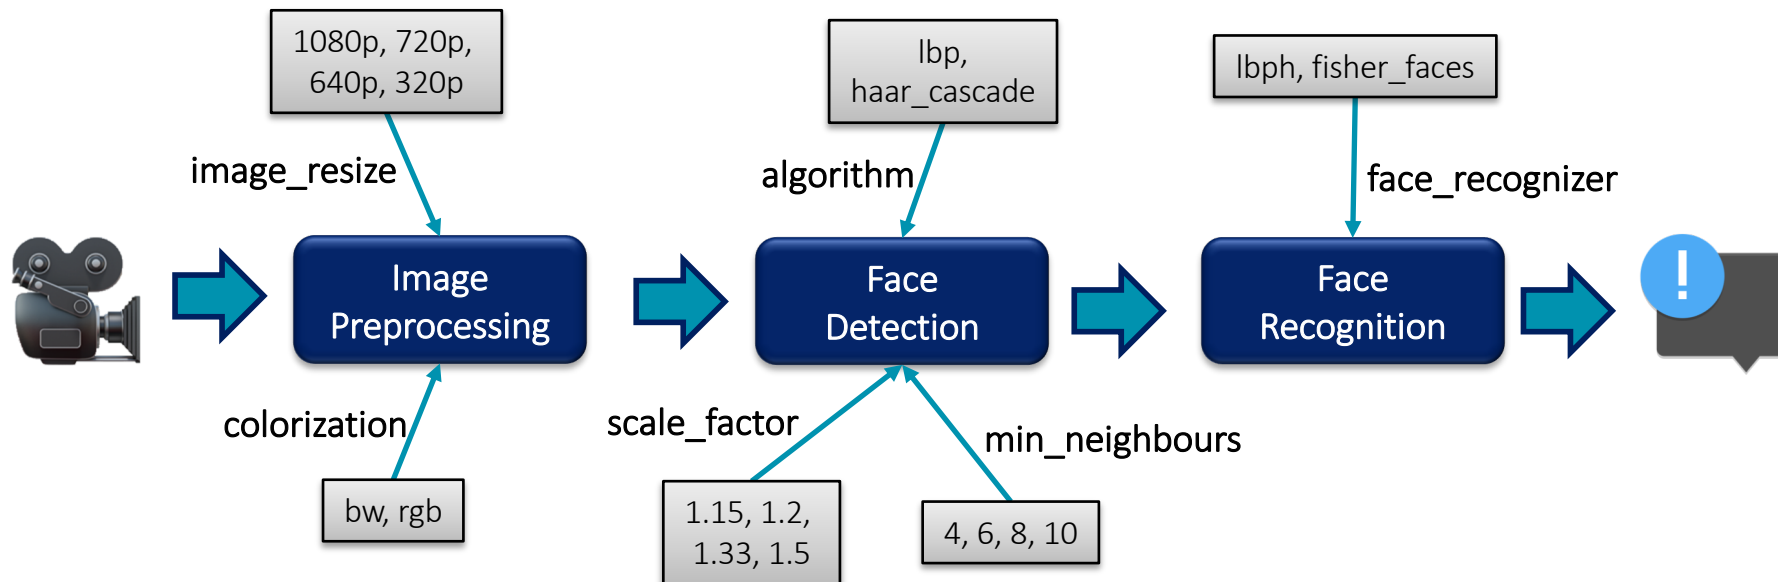 1080p, 720p,
640p, 320p
lbp,
haar_cascade
lbph, fisher_faces
image_resize
algorithm
face_recognizer
Image
Preprocessing
Face
Detection
Face
Recognition
!
colorization
scale_factor
min_neighbours
bw, rgb
1.15, 1.2,
1.33, 1.5
4, 6, 8, 10